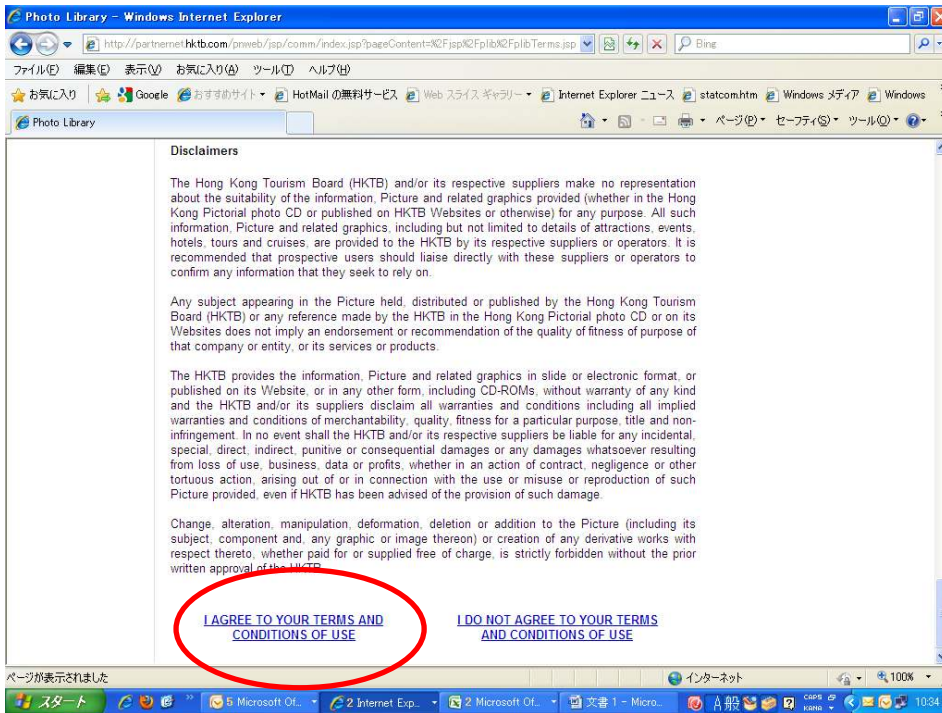 Photo Library - Windows Internet Explorer
http://partnernet.hktb.com/pnweb/jsp/comm/index.jsp?pageContent=%2Fjsp%2Fplib%2FplibTerms.jsp
Bing
ファイル(F) 編集(E) 表示(V) お気に入り(A) ツール(T) ヘルプ(H)
お気に入り Google おすすめサイト HotMail の無料サービス Web スライス ギャラリー Internet Explorer ニュース statcom.htm Windows メディア Windows
Photo Library ページ(P) セーフティ(S) ツール(O)
Disclaimers
The Hong Kong Tourism Board (HKTB) and/or its respective suppliers make no representation
about the suitability of the information, Picture and related graphics provided (whether in the Hong
Kong Pictorial photo CD or published on HKTB Websites or otherwise) for any purpose. All such
information, Picture and related graphics, including but not limited to details of attractions, events,
hotels, tours and cruises, are provided to the HKTB by its respective suppliers or operators. It is
recommended that prospective users should liaise directly with these suppliers or operators to
confirm any information that they seek to rely on.
Any subject appearing in the Picture held, distributed or published by the Hong Kong Tourism
Board (HKTB) or any reference made by the HKTB in the Hong Kong Pictorial photo CD or on its
Websites does not imply an endorsement or recommendation of the quality of fitness of purpose of
that company or entity, or its services or products.
The HKTB provides the information, Picture and related graphics in slide or electronic format, or
published on its Website, or in any other form, including CD-ROMs, without warranty of any kind
and the HKTB and/or its suppliers disclaim all warranties and conditions including all implied
warranties and conditions of merchantability, quality, fitness for a particular purpose, title and non-
infringement. In no event shall the HKTB and/or its respective suppliers be liable for any incidental,
special, direct, indirect, punitive or consequential damages or any damages whatsoever resulting
from loss of use, business, data or profits, whether in an action of contract, negligence or other
tortuous action, arising out of or in connection with the use or misuse or reproduction of such
Picture provided, even if HKTB has been advised of the provision of such damage.
Change, alteration, manipulation, deformation, deletion or addition to the Picture (including its
subject, component and, any graphic or image thereon) or creation of any derivative works with
respect thereto, whether paid for or supplied free of charge, is strictly forbidden without the prior
written approval of the HKTB
I AGREE TO YOUR TERMS AND
CONDITIONS OF USE
I DO NOT AGREE TO YOUR TERMS
AND CONDITIONS OF USE
ページが表示されました インターネット 100%
スタート 5 Microsoft Of... 2 Internet Exp... 2 Microsoft Of... 文書 1 - Micro... A 般 CAPS KANA 10:34